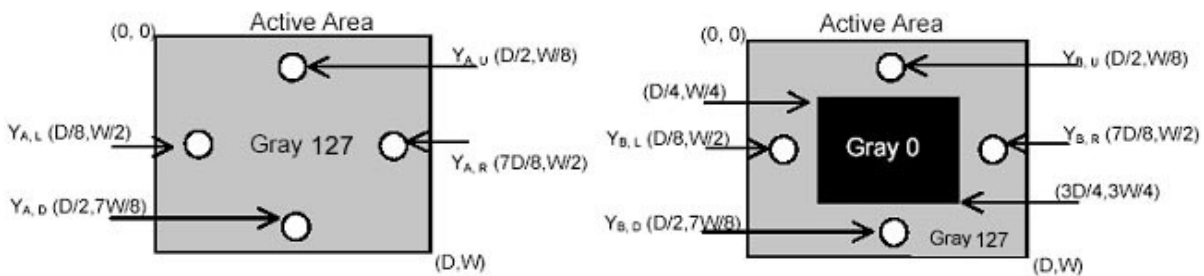 Active Area
(0, 0)
Y_A, U (D/2,W/8)
Y_A, L (D/8,W/2)
Gray 127
Y_A, R (7D/8,W/2)
Y_A, D (D/2,7W/8)
(D,W)
Active Area
(0, 0)
Y_B, U (D/2,W/8)
(D/4,W/4)
Y_B, L (D/8,W/2)
Gray 0
Y_B, R (7D/8,W/2)
(3D/4,3W/4)
Y_B, D (D/2,7W/8)
Gray 127
(D,W)